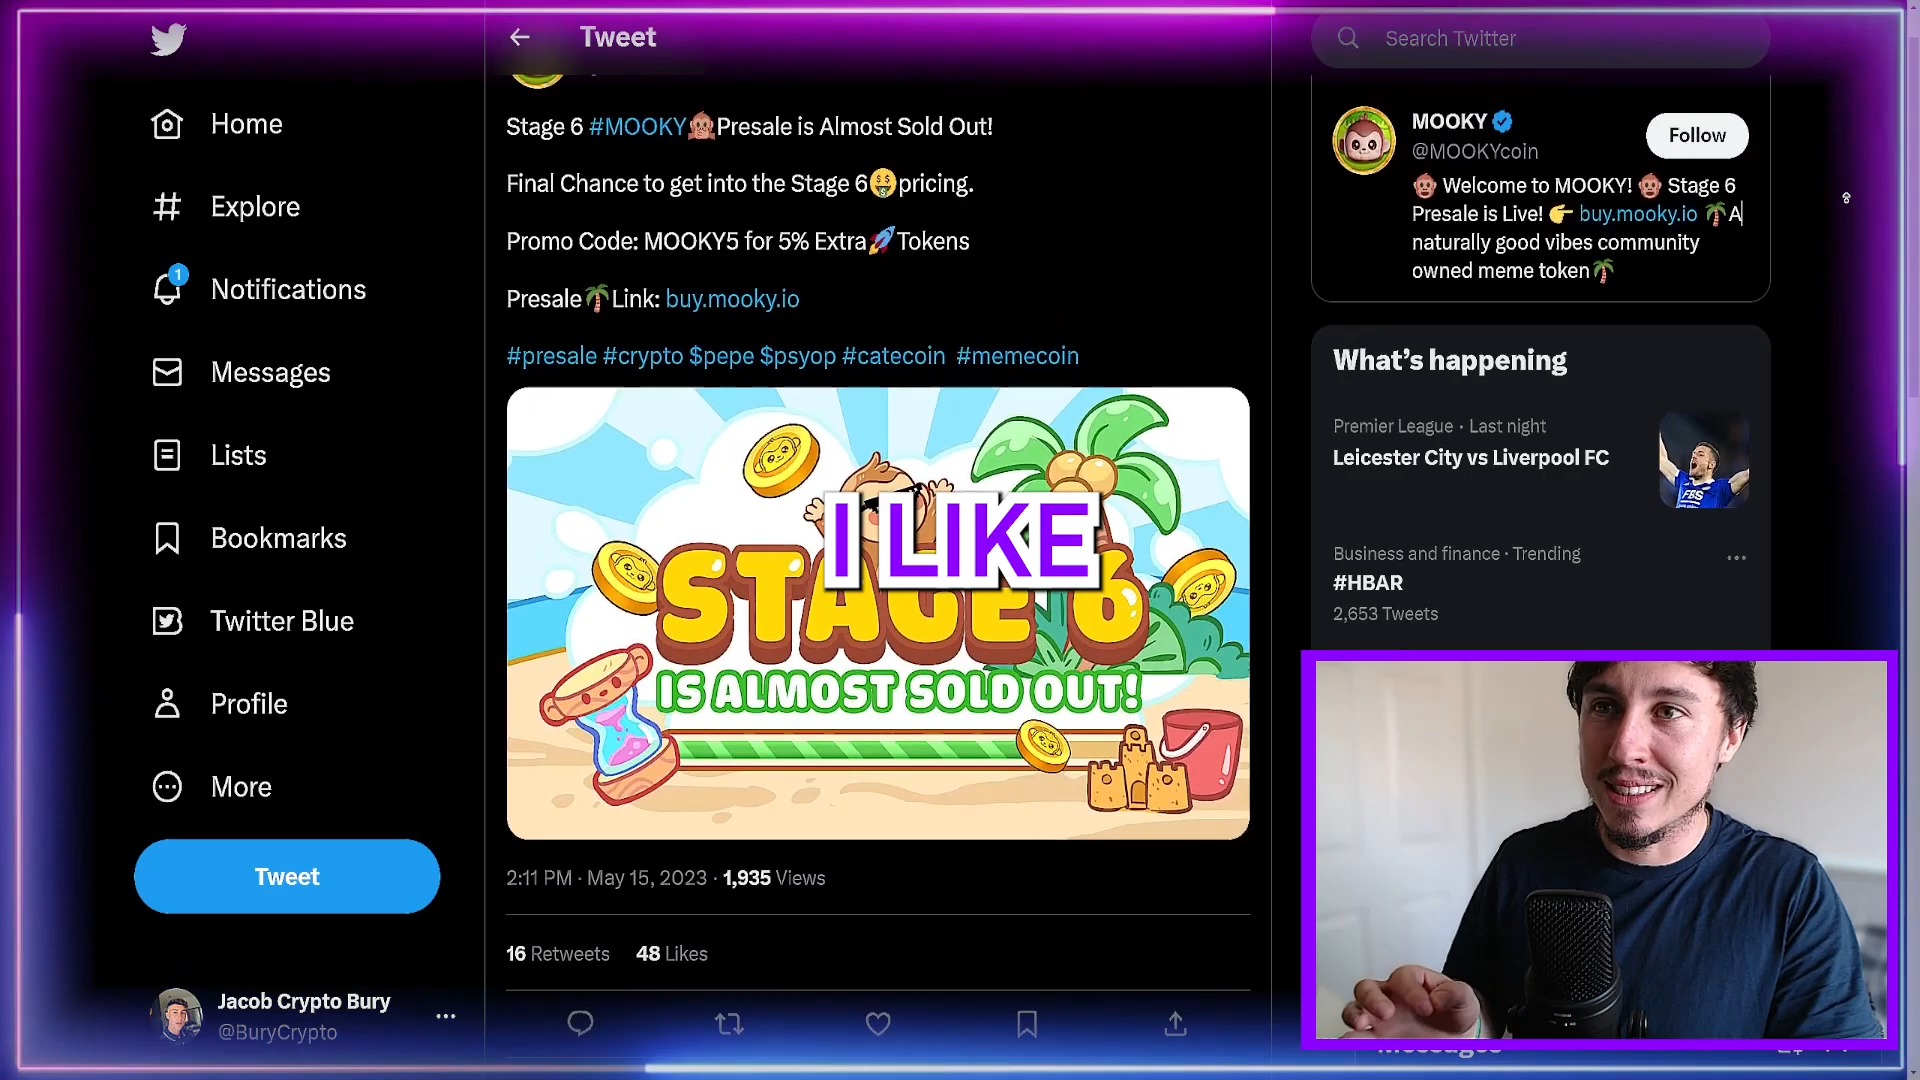 Home
Explore
1
Notifications
Messages
Lists
Bookmarks
Twitter Blue
Profile
More
Tweet
Jacob Crypto Bury
@BuryCrypto
Tweet
Stage 6 #MOOKY🙊Presale is Almost Sold Out!
Final Chance to get into the Stage 6🤑pricing.
Promo Code: MOOKY5 for 5% Extra🚀Tokens
Presale🌴Link: buy.mooky.io
#presale #crypto $pepe $psyop #catecoin #memecoin
I LIKE
STAGE 6
IS ALMOST SOLD OUT!
2:11 PM · May 15, 2023 · 1,935 Views
16 Retweets 48 Likes
Search Twitter
MOOKY
@MOOKYcoin
Follow
🐵 Welcome to MOOKY! 🐵 Stage 6
Presale is Live! 👉 buy.mooky.io 🌴A
naturally good vibes community
owned meme token🌴
What's happening
Premier League · Last night
Leicester City vs Liverpool FC
FBS
Business and finance · Trending
#HBAR
2,653 Tweets
Messages